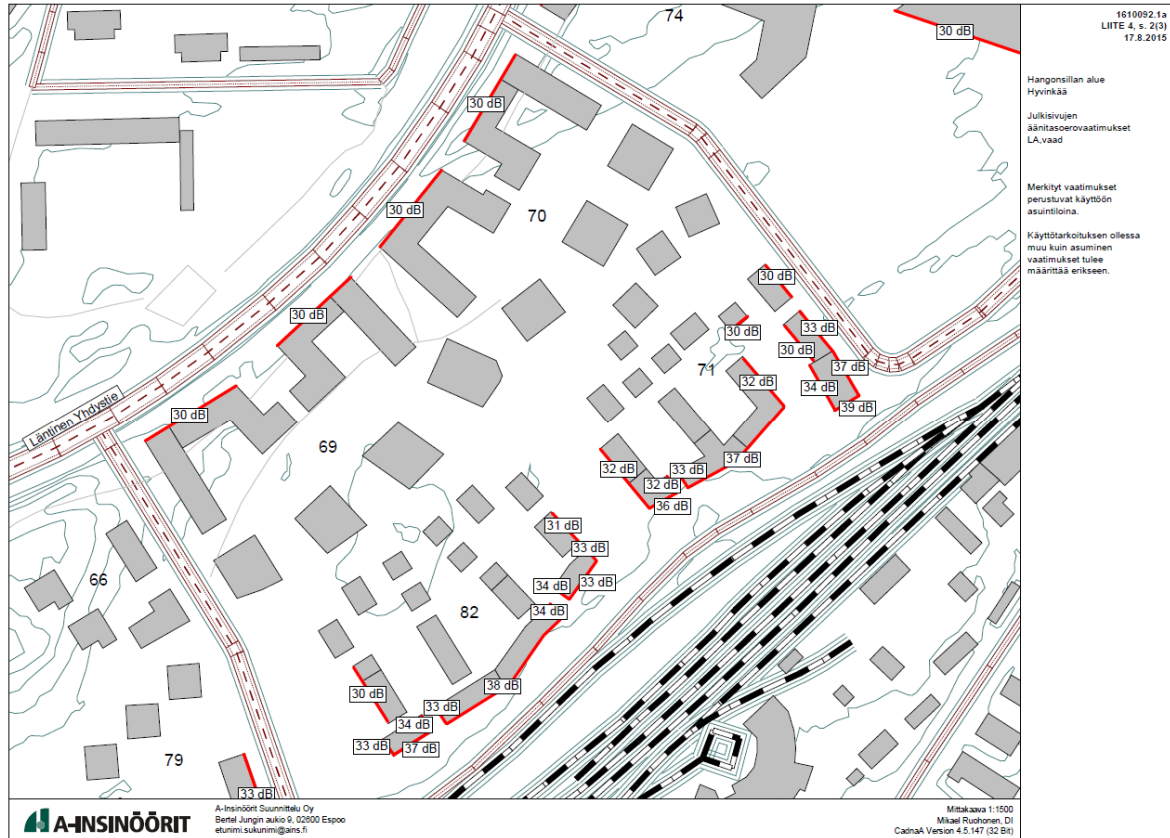 1610092.1a
LIITE 4, s. 2(3)
17.8.2015
Hangonsillan alue
Hyvinkää
Julkisivujen
äänitasoerovaatimukset
LA,vaad
Merkityt vaatimukset
perustuvat käyttöön
asuintiloina.
Käyttötarkoituksen ollessa
muu kuin asuminen
vaatimukset tulee
määrittää erikseen.
74
30 dB
30 dB
70
30 dB
30 dB
30 dB
30 dB
33 dB
30 dB
37 dB
71
32 dB
34 dB
39 dB
30 dB
Läntinen Yhdystie
69
37 dB
32 dB
33 dB
32 dB
36 dB
31 dB
33 dB
66
34 dB
33 dB
82
34 dB
30 dB
38 dB
33 dB
34 dB
33 dB
37 dB
79
33 dB
A-INSINÖÖRIT
A-Insinöörit Suunnittelu Oy
Bertel Jungin aukio 9, 02600 Espoo
etunimi.sukunimi@ains.fi
Mittakaava 1:1500
Mikael Ruohonen, DI
CadnaA Version 4.5.147 (32 Bit)